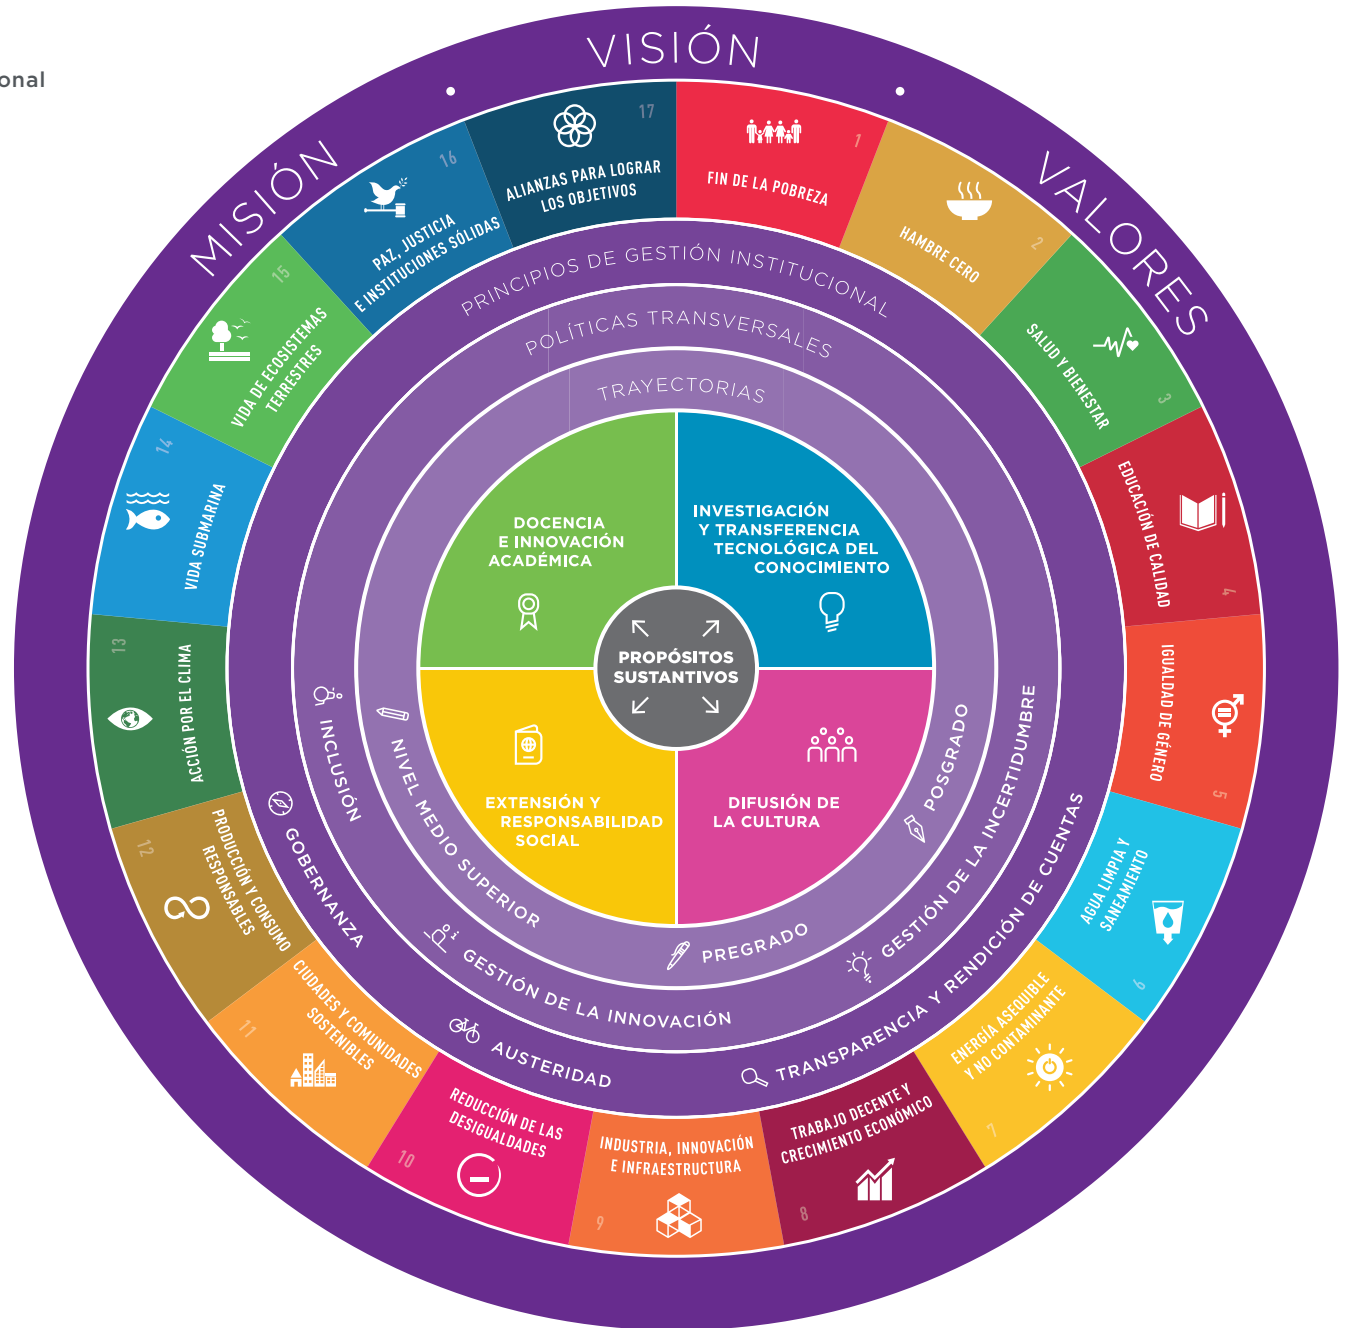 onal
MISIÓN
VISIÓN
VALORES
1
FIN DE LA POBREZA
2
HAMBRE CERO
3
SALUD Y BIENESTAR
4
EDUCACIÓN DE CALIDAD
5
IGUALDAD DE GÉNERO
6
AGUA LIMPIA Y
SANEAMIENTO
7
ENERGÍA ASEQUIBLE
Y NO CONTAMINANTE
8
TRABAJO DECENTE Y
CRECIMIENTO ECONÓMICO
9
INDUSTRIA, INNOVACIÓN
E INFRAESTRUCTURA
10
REDUCCIÓN DE LAS
DESIGUALDADES
11
CIUDADES Y COMUNIDADES
SOSTENIBLES
12
PRODUCCIÓN Y CONSUMO
RESPONSABLES
13
ACCIÓN POR EL CLIMA
14
VIDA SUBMARINA
15
VIDA DE ECOSISTEMAS
TERRESTRES
16
PAZ, JUSTICIA
E INSTITUCIONES SÓLIDAS
17
ALIANZAS PARA LOGRAR
LOS OBJETIVOS
PRINCIPIOS DE GESTIÓN INSTITUCIONAL
GOBERNANZA
AUSTERIDAD
TRANSPARENCIA Y RENDICIÓN DE CUENTAS
POLÍTICAS TRANSVERSALES
INCLUSIÓN
GESTIÓN DE LA INNOVACIÓN
GESTIÓN DE LA INCERTIDUMBRE
TRAYECTORIAS
NIVEL MEDIO SUPERIOR
PREGRADO
POSGRADO
DOCENCIA
E INNOVACIÓN
ACADÉMICA
INVESTIGACIÓN
Y TRANSFERENCIA
TECNOLÓGICA DEL
CONOCIMIENTO
PROPÓSITOS
SUSTANTIVOS
EXTENSIÓN Y
RESPONSABILIDAD
SOCIAL
DIFUSIÓN DE
LA CULTURA